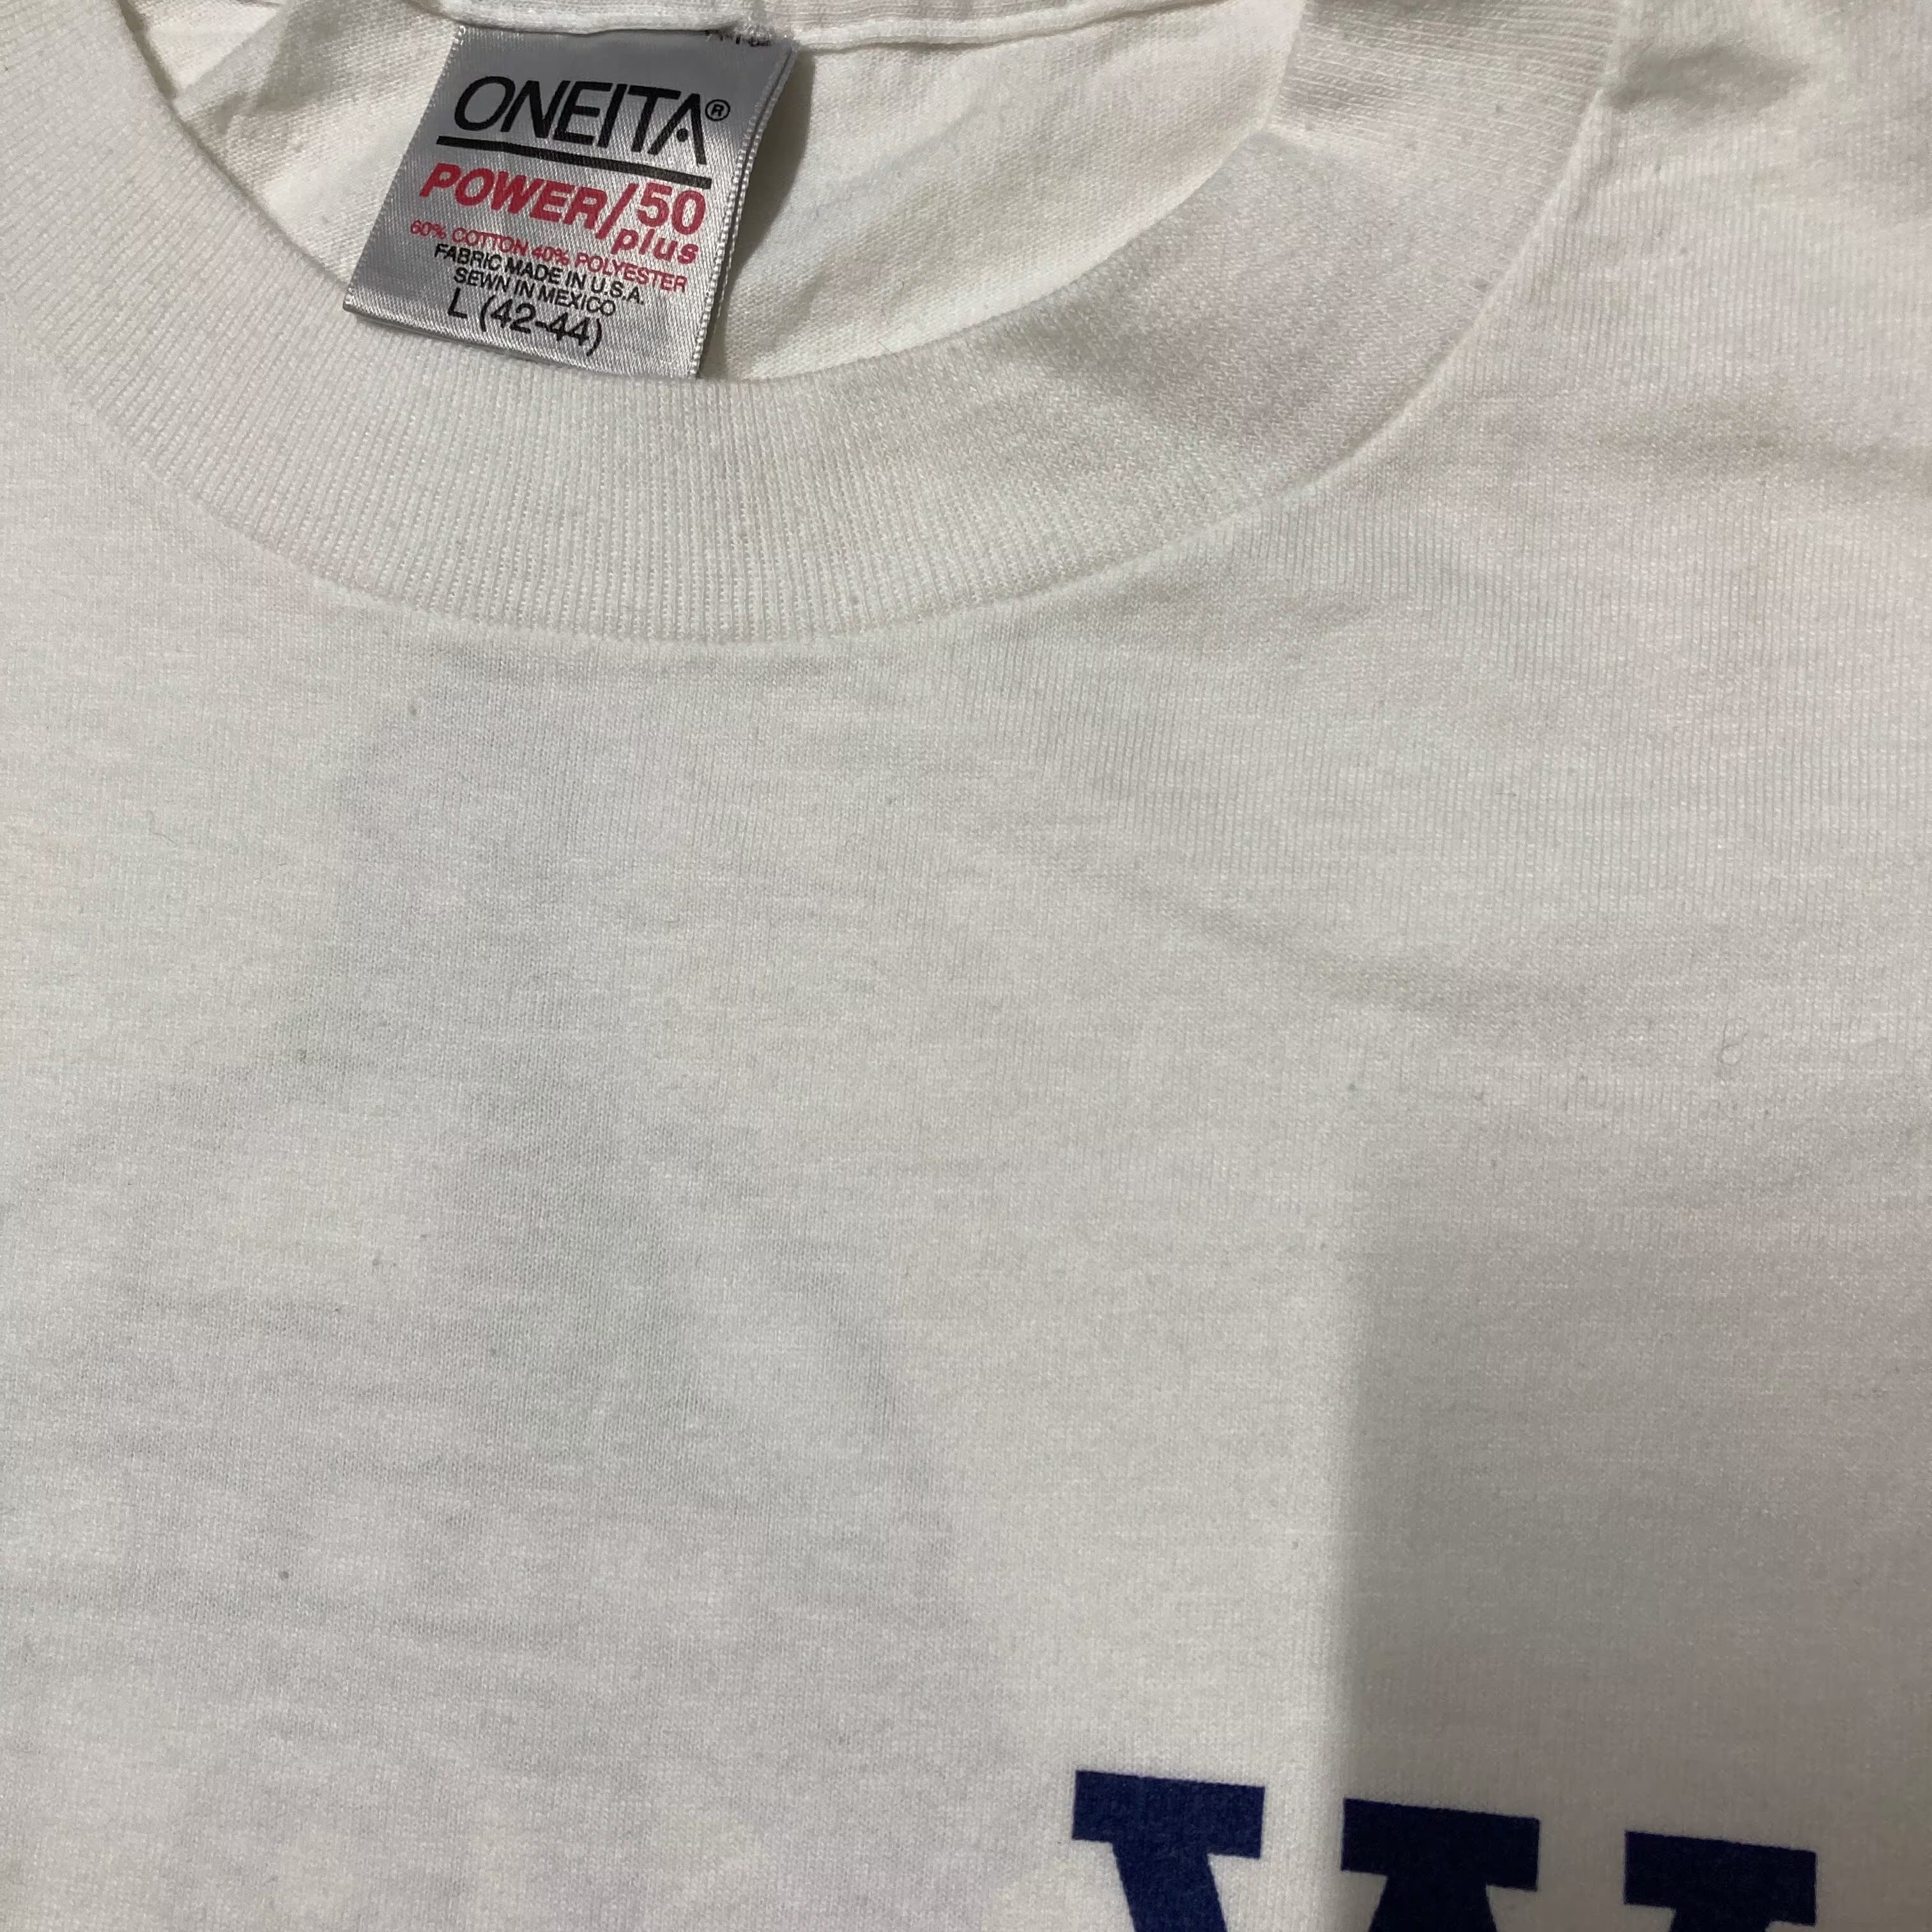 ONEITA®
POWER/50
plus
60% COTTON 40% POLYESTER
FABRIC MADE IN U.S.A.
SEWN IN MEXICO
L (42-44)
W